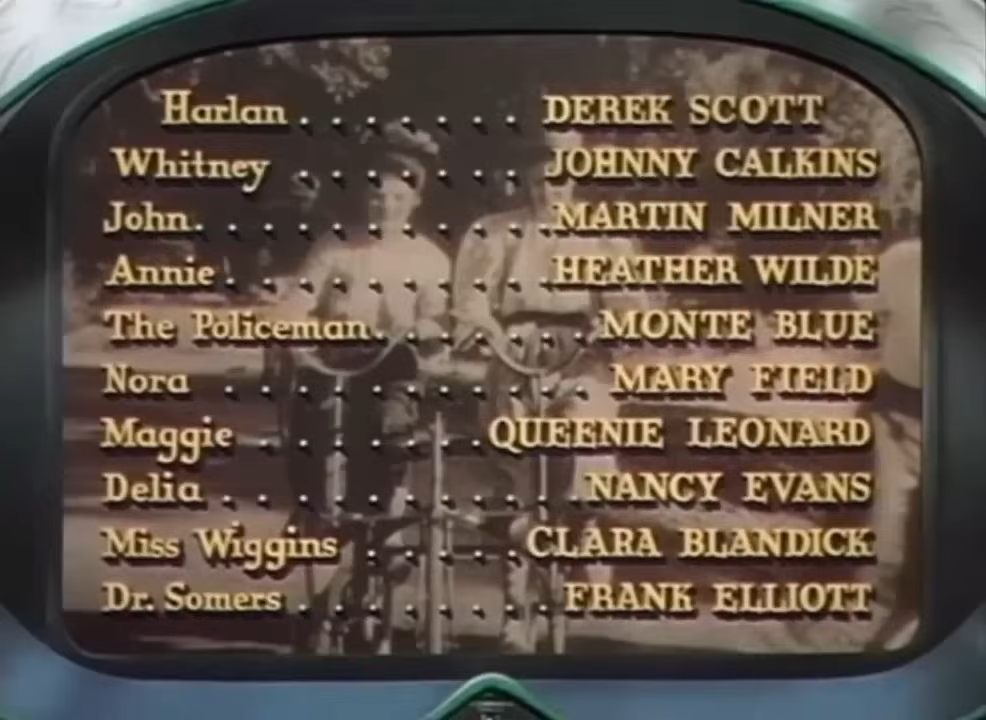 Harlan . . . . . . . DEREK SCOTT
Whitney . . . . . . . JOHNNY CALKINS
John. . . . . . . . . . . MARTIN MILNER
Annie . . . . . . . . . . HEATHER WILDE
The Policeman. . . . . . . MONTE BLUE
Nora . . . . . . . . . . . MARY FIELD
Maggie . . . . . . . QUEENIE LEONARD
Delia . . . . . . . . . . . NANCY EVANS
Miss Wiggins . . . . . CLARA BLANDICK
Dr. Somers . . . . . . . . FRANK ELLIOTT